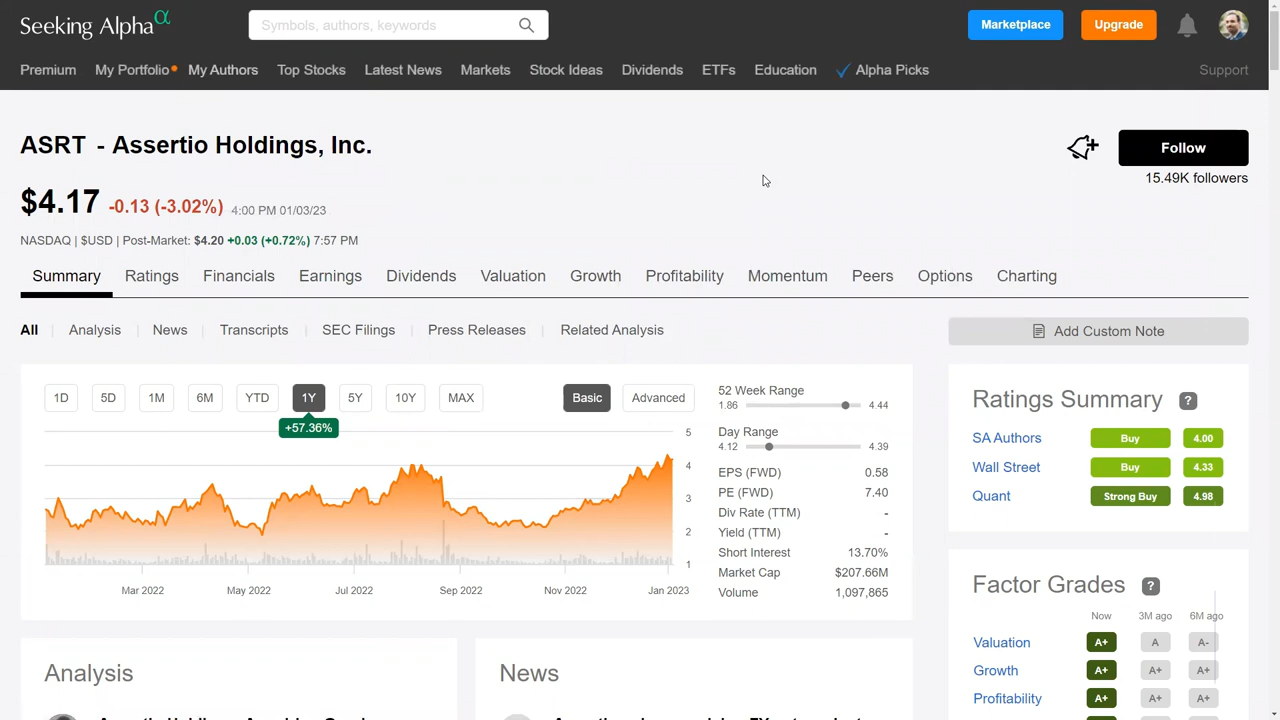 Seeking Alpha α
Symbols, authors, keywords
Marketplace
Upgrade
Premium My Portfolio My Authors Top Stocks Latest News Markets Stock Ideas Dividends ETFs Education Alpha Picks Support
ASRT - Assertio Holdings, Inc.
Follow
15.49K followers
$4.17 -0.13 (-3.02%) 4:00 PM 01/03/23
NASDAQ | $USD | Post-Market: $4.20 +0.03 (+0.72%) 7:57 PM
Summary Ratings Financials Earnings Dividends Valuation Growth Profitability Momentum Peers Options Charting
All Analysis News Transcripts SEC Filings Press Releases Related Analysis
Add Custom Note
1D 5D 1M 6M YTD 1Y 5Y 10Y MAX Basic Advanced
+57.36%
5
4
3
2
1
Mar 2022 May 2022 Jul 2022 Sep 2022 Nov 2022 Jan 2023
52 Week Range
1.86 4.44
Day Range
4.12 4.39
EPS (FWD) 0.58
PE (FWD) 7.40
Div Rate (TTM) -
Yield (TTM) -
Short Interest 13.70%
Market Cap $207.66M
Volume 1,097,865
Ratings Summary ?
SA Authors Buy 4.00
Wall Street Buy 4.33
Quant Strong Buy 4.98
Factor Grades ?
Now 3M ago 6M ago
Valuation A+ A A-
Growth A+ A+ A+
Profitability A+ A+ A+
Analysis
News